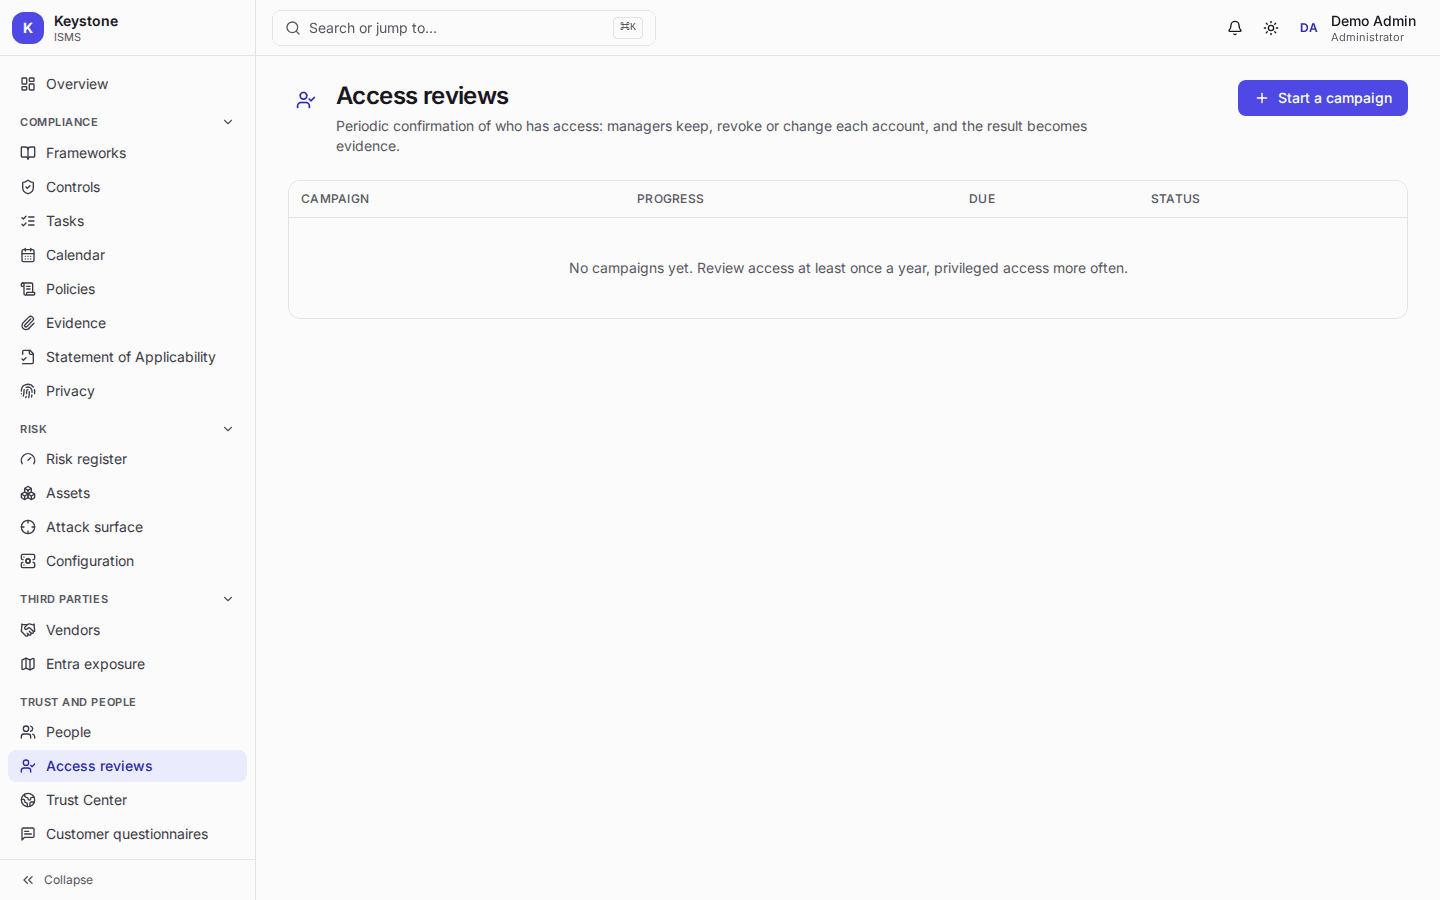 K
Keystone
ISMS
Search or jump to...
⌘K
DA
Demo Admin
Administrator
Overview
COMPLIANCE
Frameworks
Controls
Tasks
Calendar
Policies
Evidence
Statement of Applicability
Privacy
RISK
Risk register
Assets
Attack surface
Configuration
THIRD PARTIES
Vendors
Entra exposure
TRUST AND PEOPLE
People
Access reviews
Trust Center
Customer questionnaires
Collapse
Access reviews
Periodic confirmation of who has access: managers keep, revoke or change each account, and the result becomes
evidence.
Start a campaign
CAMPAIGN PROGRESS DUE STATUS
No campaigns yet. Review access at least once a year, privileged access more often.